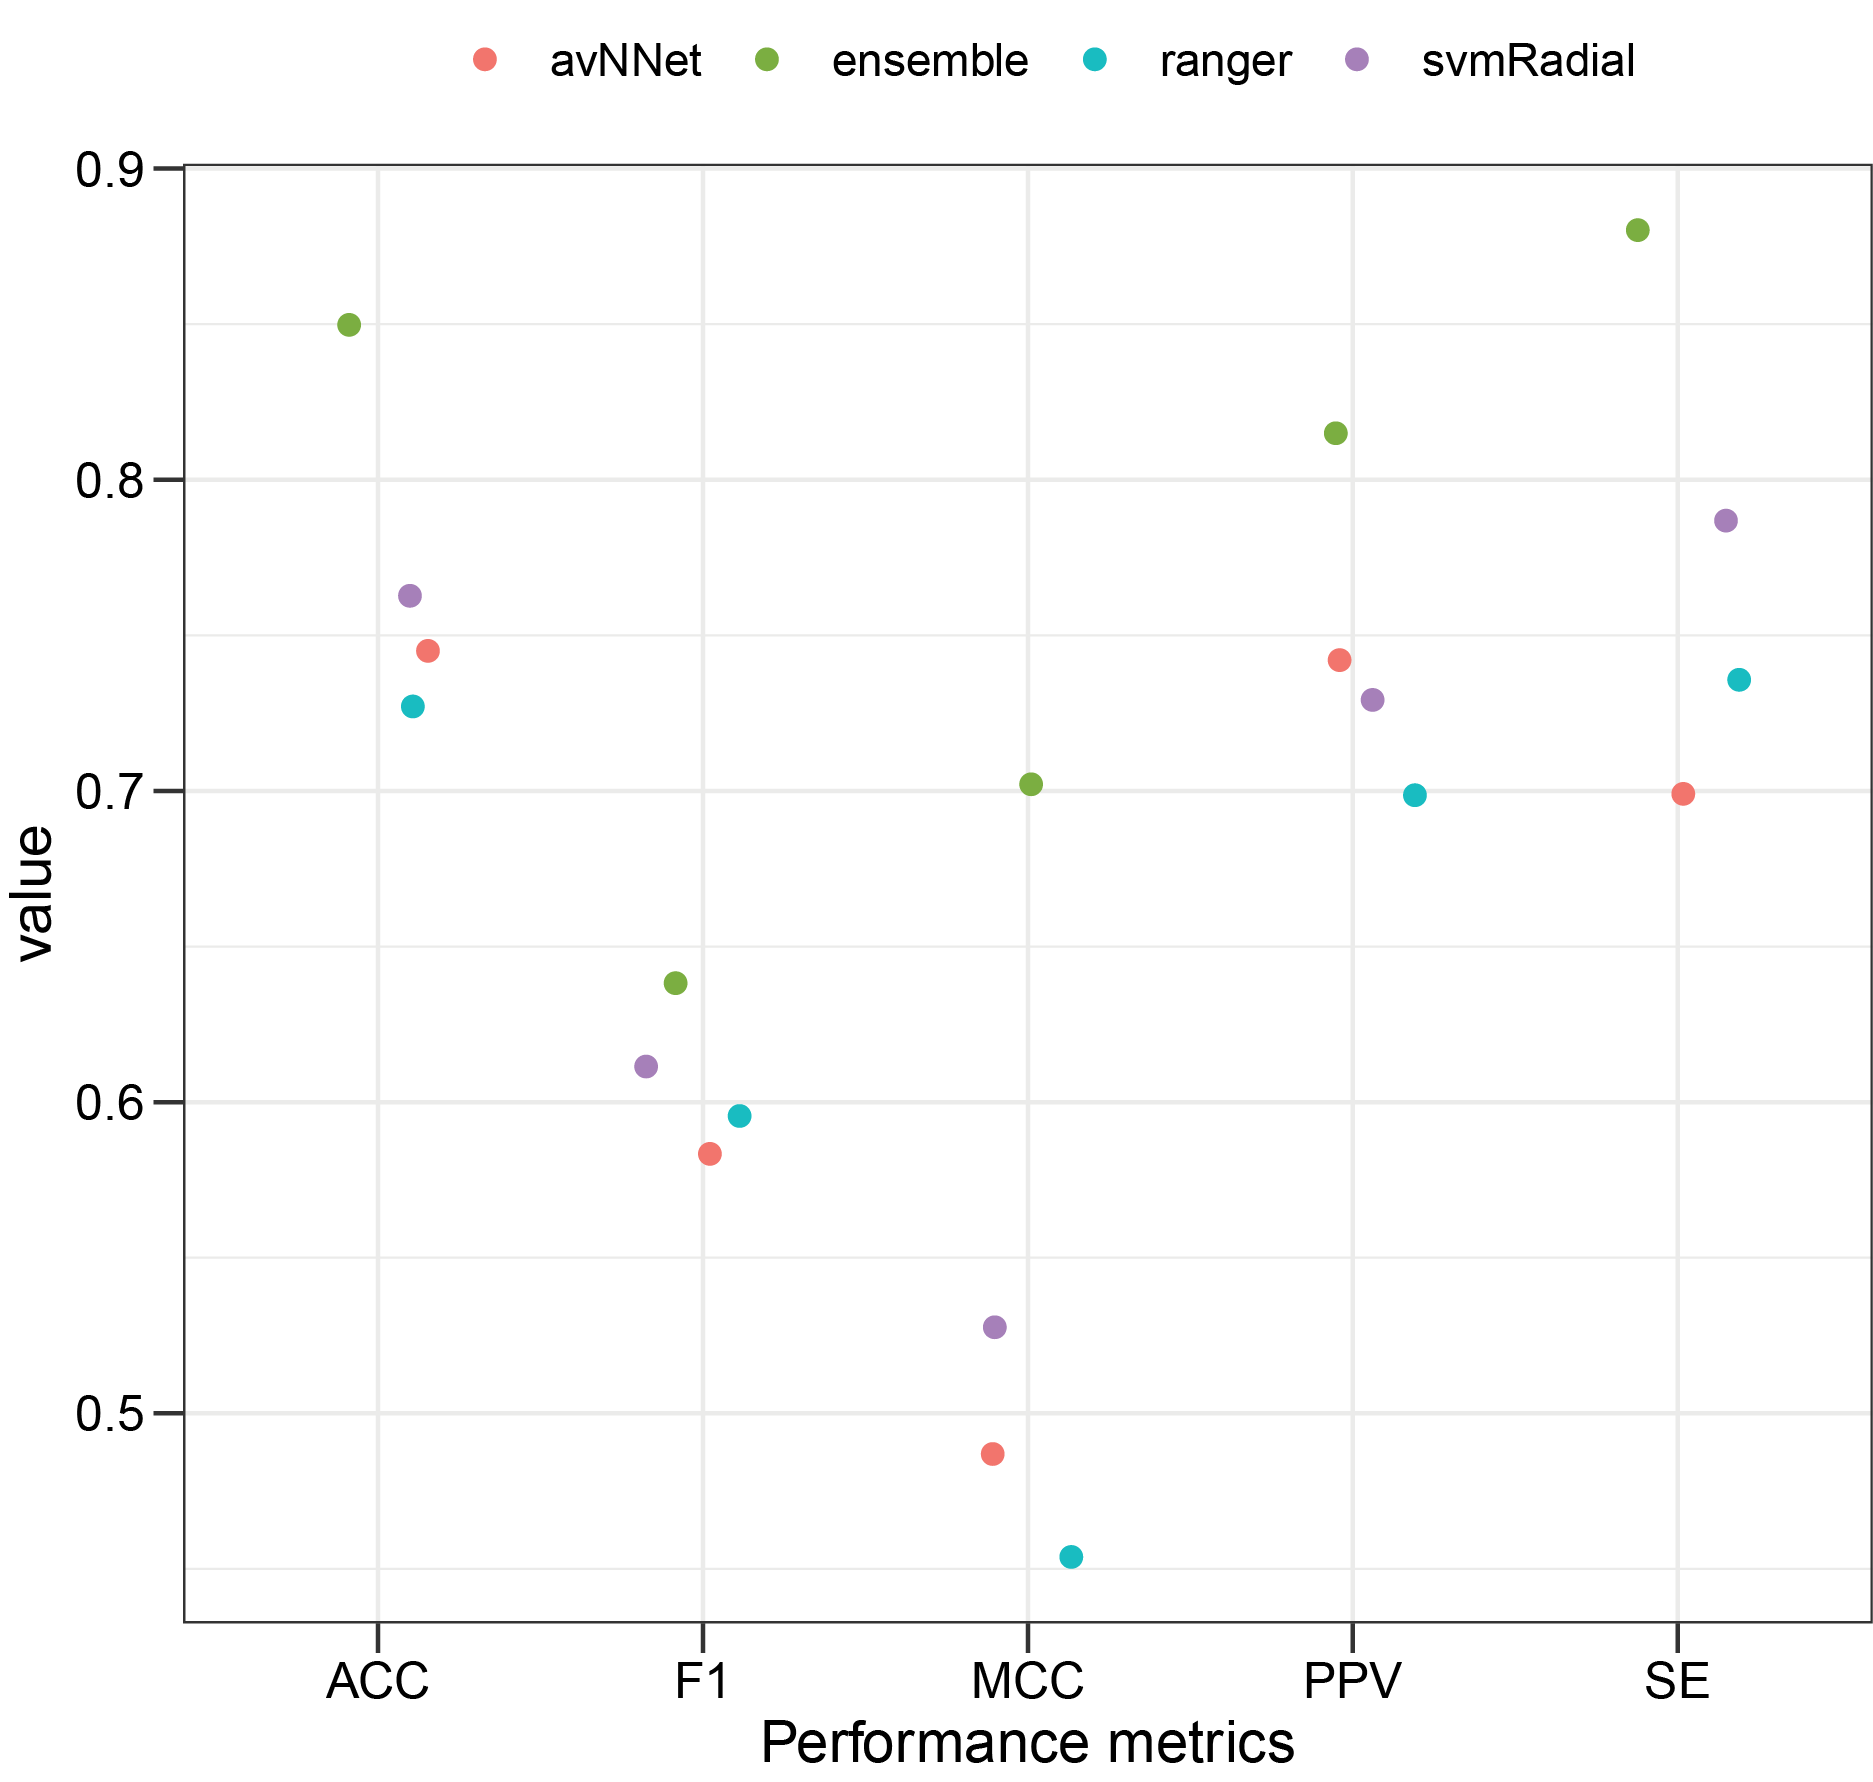 avNNet ensemble ranger svmRadial
0.9
0.8
0.7
0.6
0.5
value
ACC F1 MCC PPV SE
Performance metrics